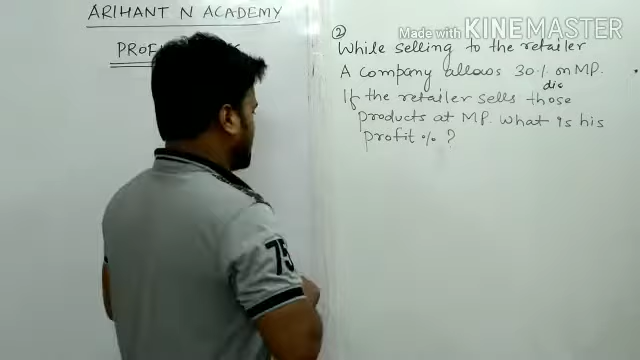 ARIHANT N ACADEMY
Made with KINEMASTER
②
While selling to the retailer
A company allows 30% on MP.
dis
If the retailer sells those
products at MP. What is his
profit % ?
75